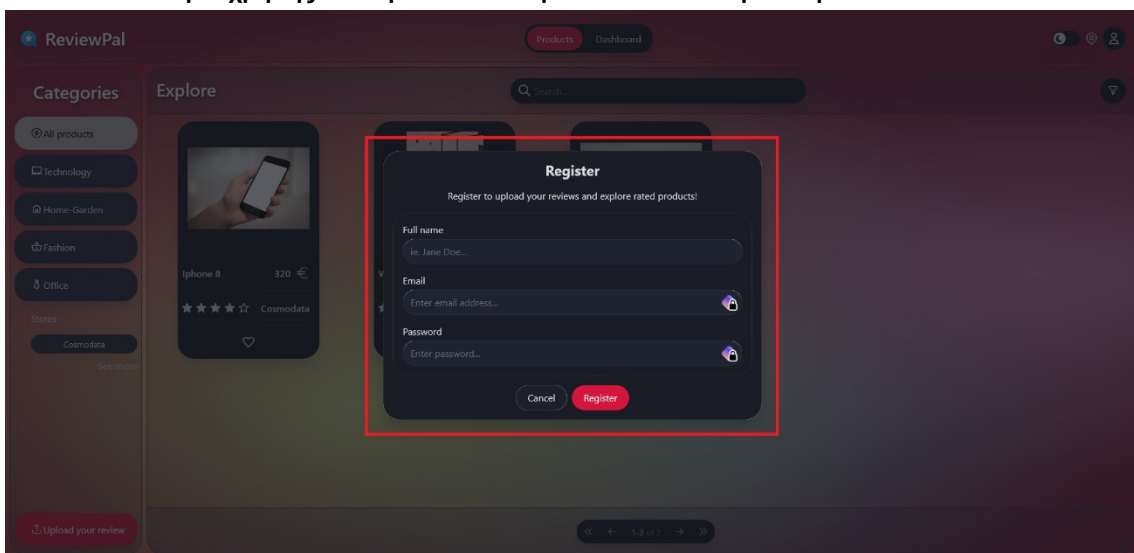 ReviewPal
Products Dashboard
Categories
Explore
Search...
All products
Technology
Home-Garden
Fashion
Office
Stores
Cosmodata
See more
Upload your review
Iphone 8 320 €
Cosmodata
Register
Register to upload your reviews and explore rated products!
Full name
ie. Jane Doe...
Email
Enter email address...
Password
Enter password...
Cancel Register
1-3 of 3